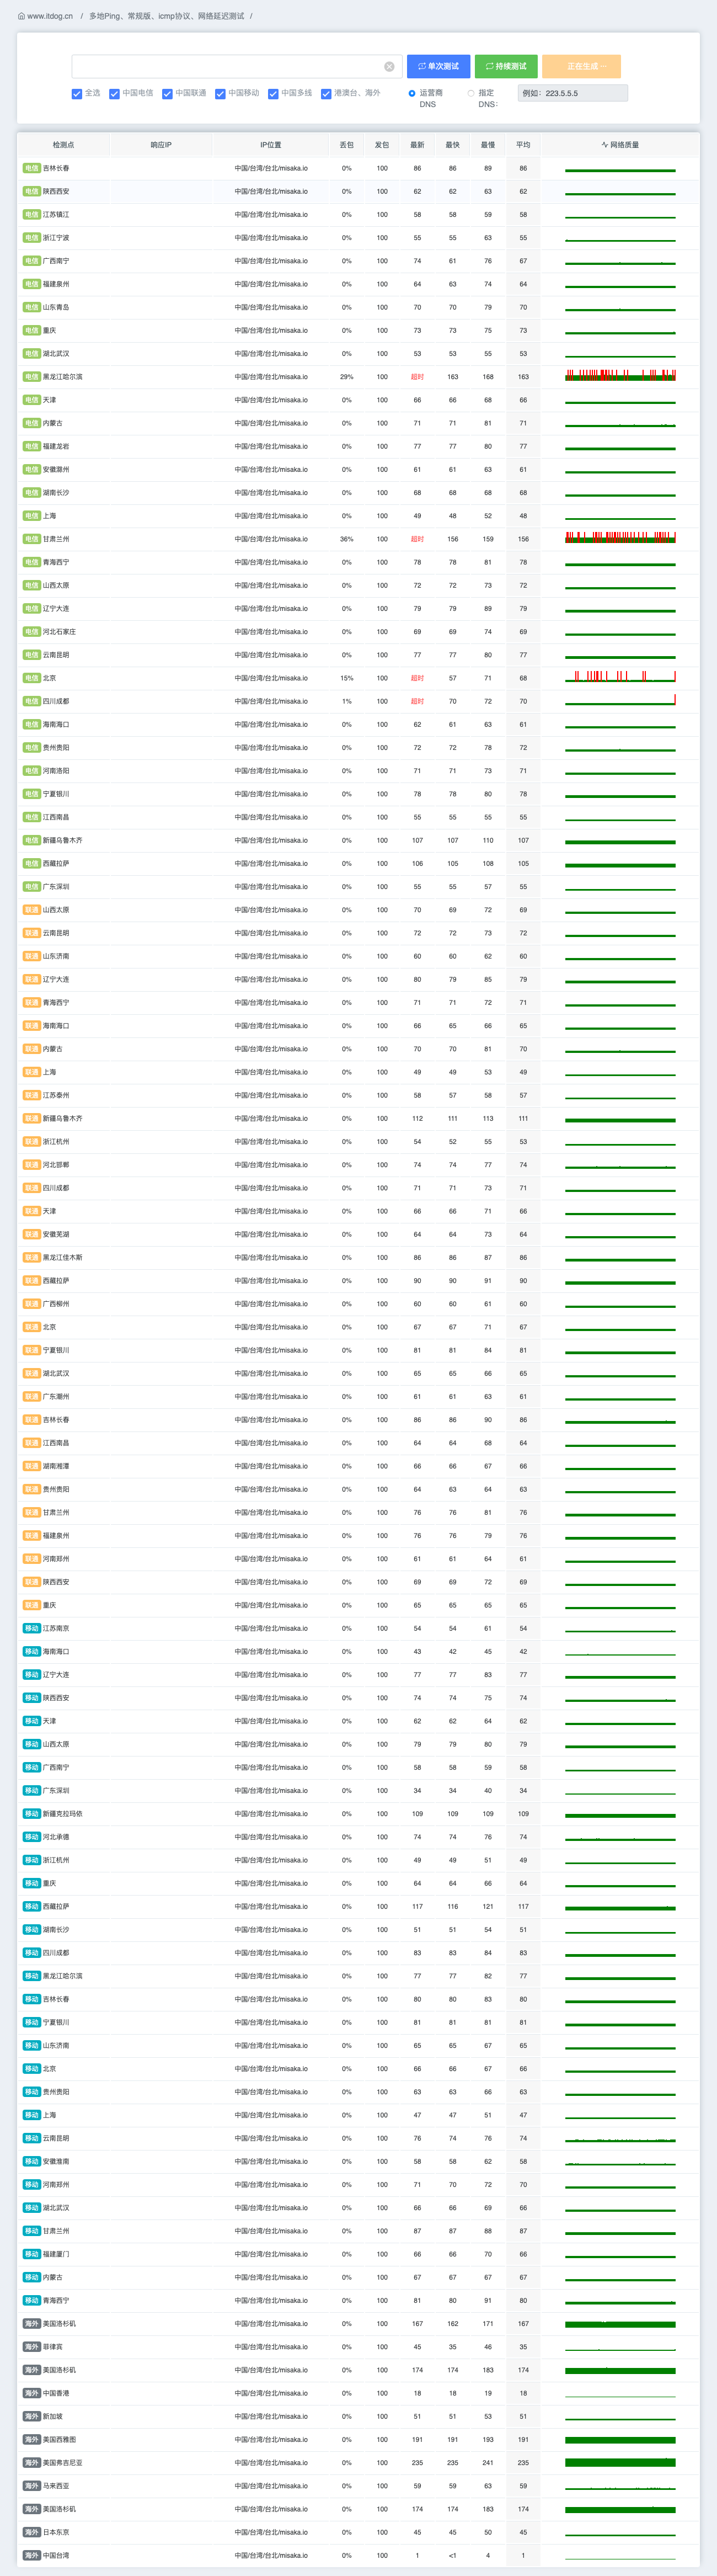 www.itdog.cn / 多地Ping、常规版、icmp协议、网络延迟测试 /
单次测试 持续测试 正在生成 ···
全选 中国电信 中国联通 中国移动 中国多线 港澳台、海外 运营商DNS 指定DNS: 例如：223.5.5.5
检测点 响应IP IP位置 丢包 发包 最新 最快 最慢 平均 网络质量
电信 吉林长春 中国/台湾/台北/misaka.io 0% 100 86 86 89 86
电信 陕西西安 中国/台湾/台北/misaka.io 0% 100 62 62 63 62
电信 江苏镇江 中国/台湾/台北/misaka.io 0% 100 58 58 59 58
电信 浙江宁波 中国/台湾/台北/misaka.io 0% 100 55 55 63 55
电信 广西南宁 中国/台湾/台北/misaka.io 0% 100 74 61 76 67
电信 福建泉州 中国/台湾/台北/misaka.io 0% 100 64 63 74 64
电信 山东青岛 中国/台湾/台北/misaka.io 0% 100 70 70 79 70
电信 重庆 中国/台湾/台北/misaka.io 0% 100 73 73 75 73
电信 湖北武汉 中国/台湾/台北/misaka.io 0% 100 53 53 55 53
电信 黑龙江哈尔滨 中国/台湾/台北/misaka.io 29% 100 超时 163 168 163
电信 天津 中国/台湾/台北/misaka.io 0% 100 66 66 68 66
电信 内蒙古 中国/台湾/台北/misaka.io 0% 100 71 71 81 71
电信 福建龙岩 中国/台湾/台北/misaka.io 0% 100 77 77 80 77
电信 安徽滁州 中国/台湾/台北/misaka.io 0% 100 61 61 63 61
电信 湖南长沙 中国/台湾/台北/misaka.io 0% 100 68 68 68 68
电信 上海 中国/台湾/台北/misaka.io 0% 100 49 48 52 48
电信 甘肃兰州 中国/台湾/台北/misaka.io 36% 100 超时 156 159 156
电信 青海西宁 中国/台湾/台北/misaka.io 0% 100 78 78 81 78
电信 山西太原 中国/台湾/台北/misaka.io 0% 100 72 72 73 72
电信 辽宁大连 中国/台湾/台北/misaka.io 0% 100 79 79 89 79
电信 河北石家庄 中国/台湾/台北/misaka.io 0% 100 69 69 74 69
电信 云南昆明 中国/台湾/台北/misaka.io 0% 100 77 77 80 77
电信 北京 中国/台湾/台北/misaka.io 15% 100 超时 57 71 68
电信 四川成都 中国/台湾/台北/misaka.io 1% 100 超时 70 72 70
电信 海南海口 中国/台湾/台北/misaka.io 0% 100 62 61 63 61
电信 贵州贵阳 中国/台湾/台北/misaka.io 0% 100 72 72 78 72
电信 河南洛阳 中国/台湾/台北/misaka.io 0% 100 71 71 73 71
电信 宁夏银川 中国/台湾/台北/misaka.io 0% 100 78 78 80 78
电信 江西南昌 中国/台湾/台北/misaka.io 0% 100 55 55 55 55
电信 新疆乌鲁木齐 中国/台湾/台北/misaka.io 0% 100 107 107 110 107
电信 西藏拉萨 中国/台湾/台北/misaka.io 0% 100 106 105 108 105
电信 广东深圳 中国/台湾/台北/misaka.io 0% 100 55 55 57 55
联通 山西太原 中国/台湾/台北/misaka.io 0% 100 70 69 72 69
联通 云南昆明 中国/台湾/台北/misaka.io 0% 100 72 72 73 72
联通 山东济南 中国/台湾/台北/misaka.io 0% 100 60 60 62 60
联通 辽宁大连 中国/台湾/台北/misaka.io 0% 100 80 79 85 79
联通 青海西宁 中国/台湾/台北/misaka.io 0% 100 71 71 72 71
联通 海南海口 中国/台湾/台北/misaka.io 0% 100 66 65 66 65
联通 内蒙古 中国/台湾/台北/misaka.io 0% 100 70 70 81 70
联通 上海 中国/台湾/台北/misaka.io 0% 100 49 49 53 49
联通 江苏泰州 中国/台湾/台北/misaka.io 0% 100 58 57 58 57
联通 新疆乌鲁木齐 中国/台湾/台北/misaka.io 0% 100 112 111 113 111
联通 浙江杭州 中国/台湾/台北/misaka.io 0% 100 54 52 55 53
联通 河北邯郸 中国/台湾/台北/misaka.io 0% 100 74 74 77 74
联通 四川成都 中国/台湾/台北/misaka.io 0% 100 71 71 73 71
联通 天津 中国/台湾/台北/misaka.io 0% 100 66 66 71 66
联通 安徽芜湖 中国/台湾/台北/misaka.io 0% 100 64 64 73 64
联通 黑龙江佳木斯 中国/台湾/台北/misaka.io 0% 100 86 86 87 86
联通 西藏拉萨 中国/台湾/台北/misaka.io 0% 100 90 90 91 90
联通 广西柳州 中国/台湾/台北/misaka.io 0% 100 60 60 61 60
联通 北京 中国/台湾/台北/misaka.io 0% 100 67 67 71 67
联通 宁夏银川 中国/台湾/台北/misaka.io 0% 100 81 81 84 81
联通 湖北武汉 中国/台湾/台北/misaka.io 0% 100 65 65 66 65
联通 广东潮州 中国/台湾/台北/misaka.io 0% 100 61 61 63 61
联通 吉林长春 中国/台湾/台北/misaka.io 0% 100 86 86 90 86
联通 江西南昌 中国/台湾/台北/misaka.io 0% 100 64 64 68 64
联通 湖南湘潭 中国/台湾/台北/misaka.io 0% 100 66 66 67 66
联通 贵州贵阳 中国/台湾/台北/misaka.io 0% 100 64 63 64 63
联通 甘肃兰州 中国/台湾/台北/misaka.io 0% 100 76 76 81 76
联通 福建泉州 中国/台湾/台北/misaka.io 0% 100 76 76 79 76
联通 河南郑州 中国/台湾/台北/misaka.io 0% 100 61 61 64 61
联通 陕西西安 中国/台湾/台北/misaka.io 0% 100 69 69 72 69
联通 重庆 中国/台湾/台北/misaka.io 0% 100 65 65 65 65
移动 江苏南京 中国/台湾/台北/misaka.io 0% 100 54 54 61 54
移动 海南海口 中国/台湾/台北/misaka.io 0% 100 43 42 45 42
移动 辽宁大连 中国/台湾/台北/misaka.io 0% 100 77 77 83 77
移动 陕西西安 中国/台湾/台北/misaka.io 0% 100 74 74 75 74
移动 天津 中国/台湾/台北/misaka.io 0% 100 62 62 64 62
移动 山西太原 中国/台湾/台北/misaka.io 0% 100 79 79 80 79
移动 广西南宁 中国/台湾/台北/misaka.io 0% 100 58 58 59 58
移动 广东深圳 中国/台湾/台北/misaka.io 0% 100 34 34 40 34
移动 新疆克拉玛依 中国/台湾/台北/misaka.io 0% 100 109 109 109 109
移动 河北承德 中国/台湾/台北/misaka.io 0% 100 74 74 76 74
移动 浙江杭州 中国/台湾/台北/misaka.io 0% 100 49 49 51 49
移动 重庆 中国/台湾/台北/misaka.io 0% 100 64 64 66 64
移动 西藏拉萨 中国/台湾/台北/misaka.io 0% 100 117 116 121 117
移动 湖南长沙 中国/台湾/台北/misaka.io 0% 100 51 51 54 51
移动 四川成都 中国/台湾/台北/misaka.io 0% 100 83 83 84 83
移动 黑龙江哈尔滨 中国/台湾/台北/misaka.io 0% 100 77 77 82 77
移动 吉林长春 中国/台湾/台北/misaka.io 0% 100 80 80 83 80
移动 宁夏银川 中国/台湾/台北/misaka.io 0% 100 81 81 81 81
移动 山东济南 中国/台湾/台北/misaka.io 0% 100 65 65 67 65
移动 北京 中国/台湾/台北/misaka.io 0% 100 66 66 67 66
移动 贵州贵阳 中国/台湾/台北/misaka.io 0% 100 63 63 66 63
移动 上海 中国/台湾/台北/misaka.io 0% 100 47 47 51 47
移动 云南昆明 中国/台湾/台北/misaka.io 0% 100 76 74 76 74
移动 安徽淮南 中国/台湾/台北/misaka.io 0% 100 58 58 62 58
移动 河南郑州 中国/台湾/台北/misaka.io 0% 100 71 70 72 70
移动 湖北武汉 中国/台湾/台北/misaka.io 0% 100 66 66 69 66
移动 甘肃兰州 中国/台湾/台北/misaka.io 0% 100 87 87 88 87
移动 福建厦门 中国/台湾/台北/misaka.io 0% 100 66 66 70 66
移动 内蒙古 中国/台湾/台北/misaka.io 0% 100 67 67 67 67
移动 青海西宁 中国/台湾/台北/misaka.io 0% 100 81 80 91 80
海外 美国洛杉矶 中国/台湾/台北/misaka.io 0% 100 167 162 171 167
海外 菲律宾 中国/台湾/台北/misaka.io 0% 100 45 35 46 35
海外 美国洛杉矶 中国/台湾/台北/misaka.io 0% 100 174 174 183 174
海外 中国香港 中国/台湾/台北/misaka.io 0% 100 18 18 19 18
海外 新加坡 中国/台湾/台北/misaka.io 0% 100 51 51 53 51
海外 美国西雅图 中国/台湾/台北/misaka.io 0% 100 191 191 193 191
海外 美国弗吉尼亚 中国/台湾/台北/misaka.io 0% 100 235 235 241 235
海外 马来西亚 中国/台湾/台北/misaka.io 0% 100 59 59 63 59
海外 美国洛杉矶 中国/台湾/台北/misaka.io 0% 100 174 174 183 174
海外 日本东京 中国/台湾/台北/misaka.io 0% 100 45 45 50 45
海外 中国台湾 中国/台湾/台北/misaka.io 0% 100 1 <1 4 1